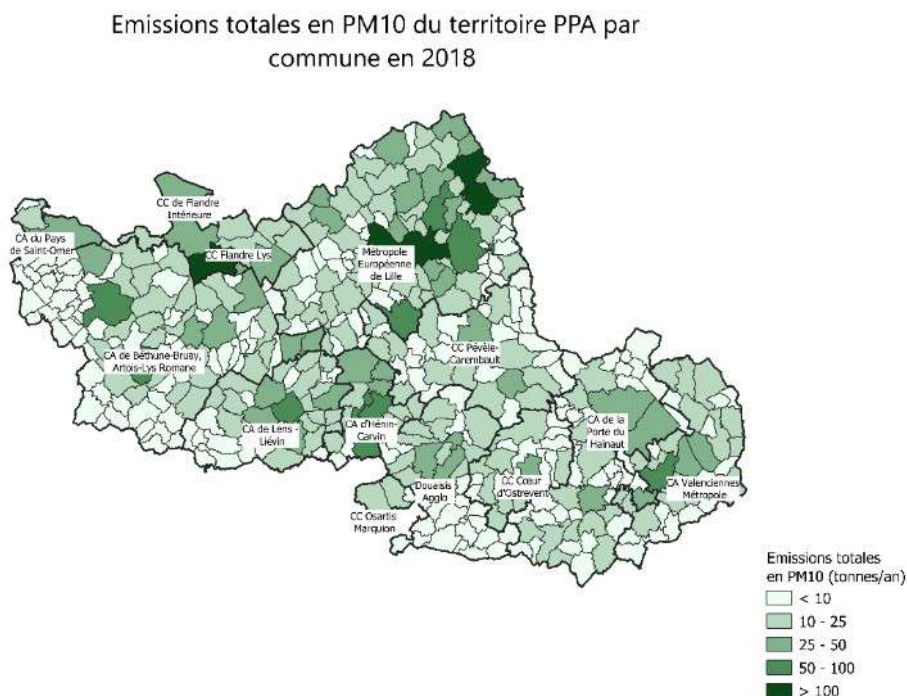 Emissions totales en PM10 du territoire PPA par
commune en 2018
CC de Flandre
Intérieure
CA du Pays
de Saint-Omer
CC Flandre Lys
Métropole
Européenne
de Lille
CC Pévèle-
Carembault
CA de Béthune-Bruay,
Artois-Lys Romane
CA de Lens -
Liévin
CA d'Hénin-
Carvin
CA de la
Porte du
Hainaut
Douaisis
Agglo
CC Cœur
d'Ostrevent
CA Valenciennes
Métropole
CC Osartis
Marquion
Emissions totales
en PM10 (tonnes/an)
< 10
10 - 25
25 - 50
50 - 100
> 100